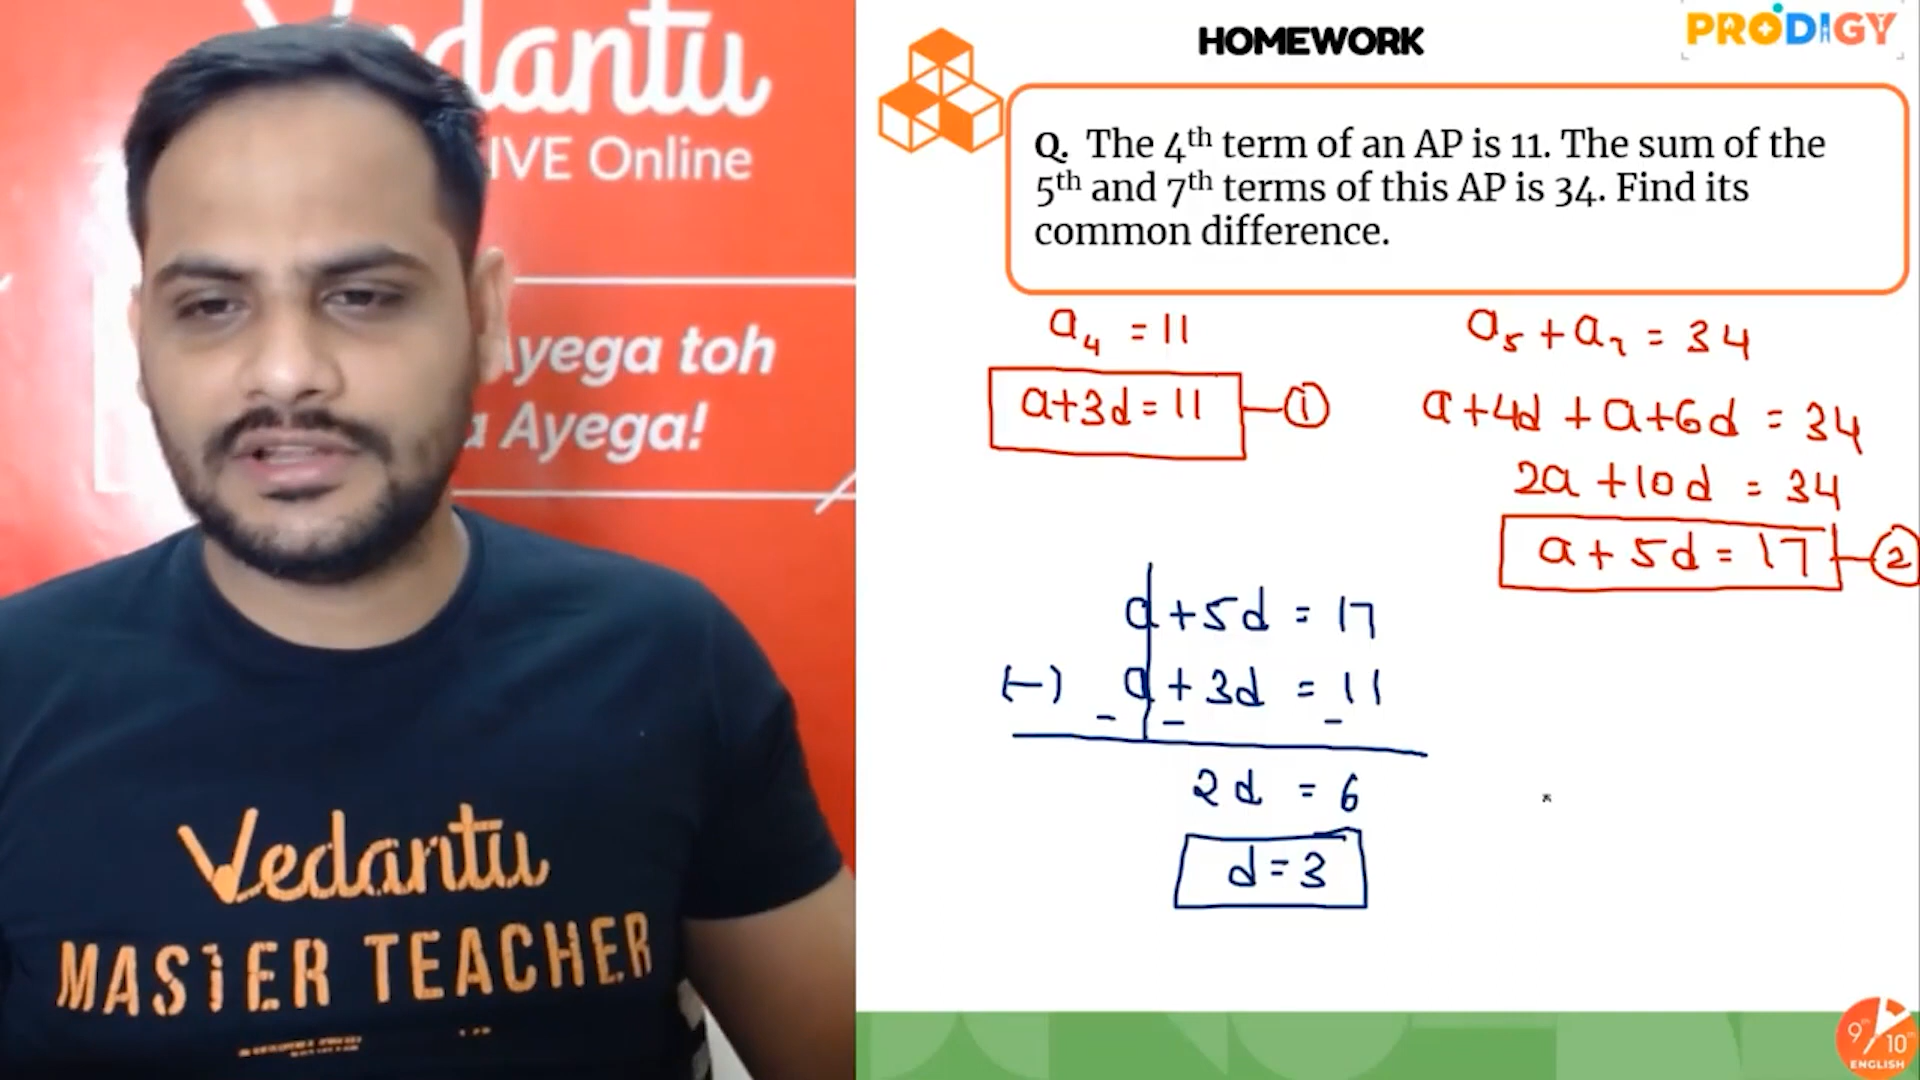 Vedantu
IVE Online
Ayega toh
Ayega!
Vedantu
MASTER TEACHER
HOMEWORK
PRODIGY
Q. The 4th term of an AP is 11. The sum of the
5th and 7th terms of this AP is 34. Find its
common difference.
a₄ = 11
a+3d = 11 ①
a₅ + a₇ = 34
a+4d + a+6d = 34
2a +10d = 34
a + 5d = 17 ②
a+5d = 17
(-) a + 3d = 11
- - -
2d = 6
d = 3
9th 10th
ENGLISH